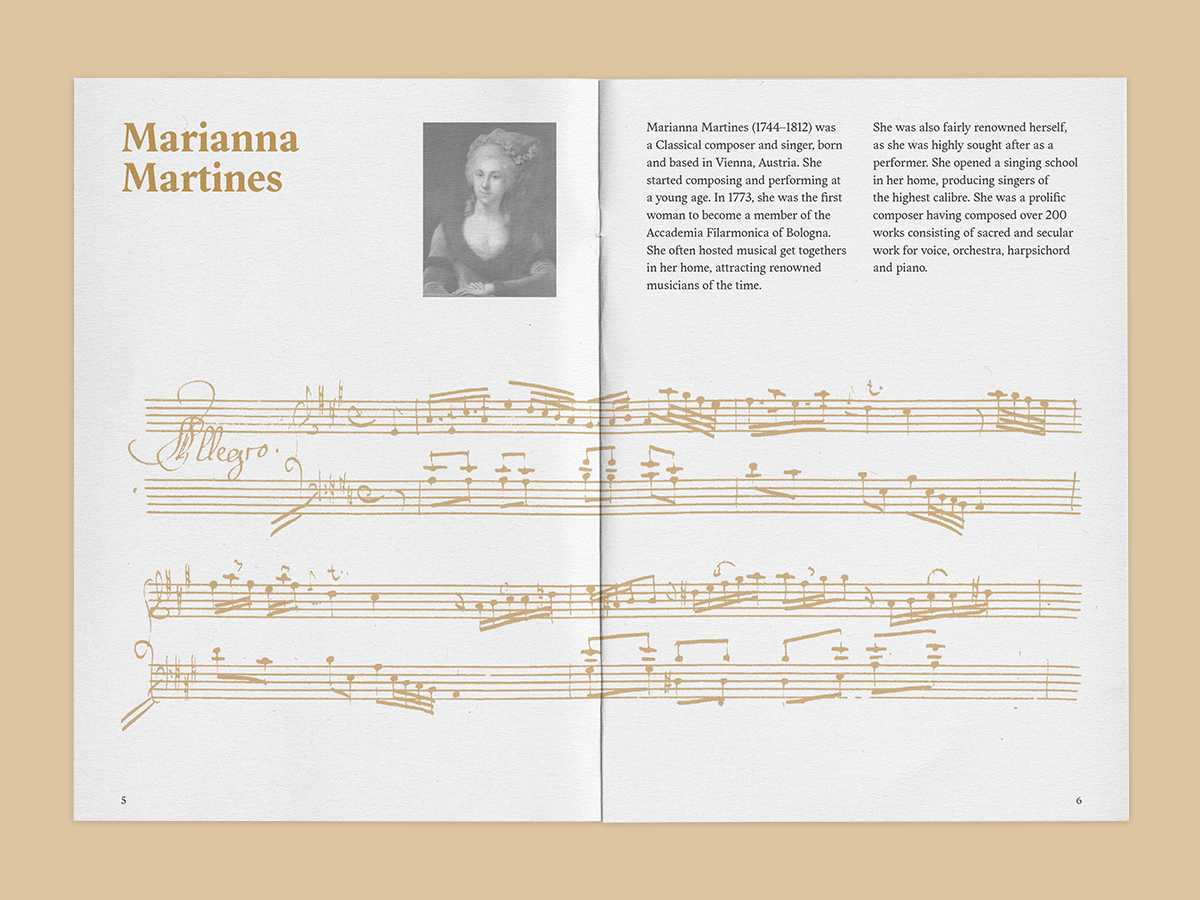 Marianna
Martines
Marianna Martines (1744–1812) was
a Classical composer and singer, born
and based in Vienna, Austria. She
started composing and performing at
a young age. In 1773, she was the first
woman to become a member of the
Accademia Filarmonica of Bologna.
She often hosted musical get togethers
in her home, attracting renowned
musicians of the time.
She was also fairly renowned herself,
as she was highly sought after as a
performer. She opened a singing school
in her home, producing singers of
the highest calibre. She was a prolific
composer having composed over 200
works consisting of sacred and secular
work for voice, orchestra, harpsichord
and piano.
t.
Allegro.
t.
5
6